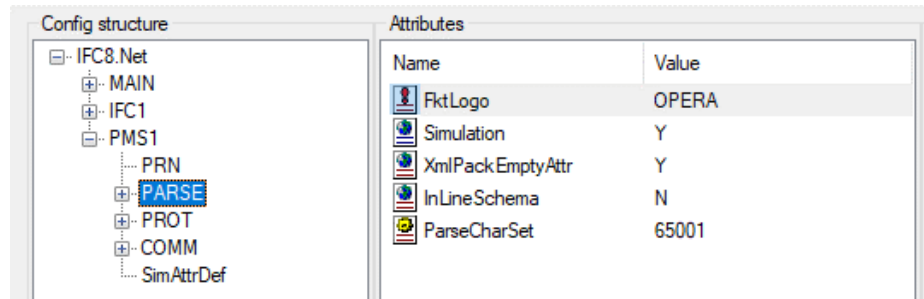 Config structure
IFC8.Net
MAIN
IFC1
PMS1
PRN
PARSE
PROT
COMM
SimAttrDef
Attributes
Name Value
FktLogo OPERA
Simulation Y
XmlPackEmptyAttr Y
InLineSchema N
ParseCharSet 65001